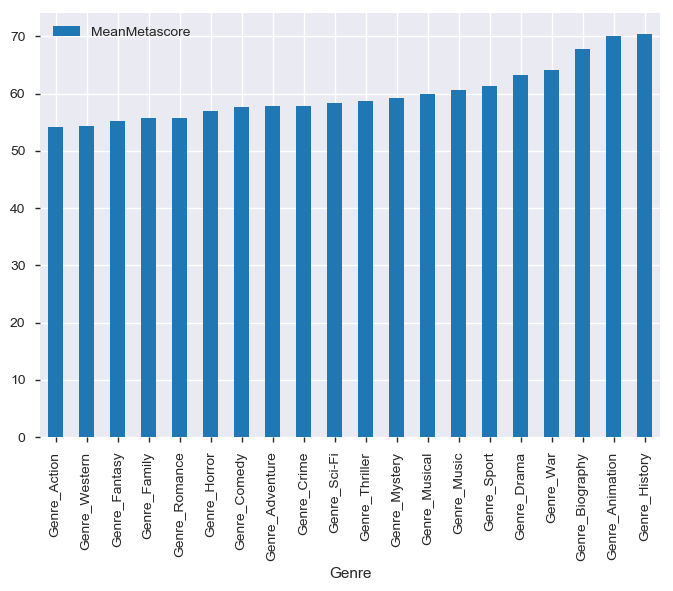 MeanMetascore
70
60
50
40
30
20
10
0
Genre_Action
Genre_Western
Genre_Fantasy
Genre_Family
Genre_Romance
Genre_Horror
Genre_Comedy
Genre_Adventure
Genre_Crime
Genre_Sci-Fi
Genre_Thriller
Genre_Mystery
Genre_Musical
Genre_Music
Genre_Sport
Genre_Drama
Genre_War
Genre_Biography
Genre_Animation
Genre_History
Genre